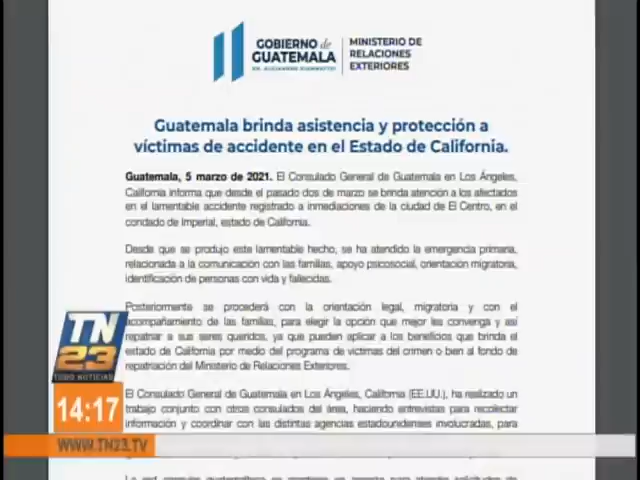 GOBIERNO de
GUATEMALA
DR. ALEJANDRO GIAMMATTEI
MINISTERIO DE
RELACIONES
EXTERIORES
Guatemala brinda asistencia y protección a
víctimas de accidente en el Estado de California.
Guatemala, 5 marzo de 2021. El Consulado General de Guatemala en Los Ángeles,
California informa que desde el pasado dos de marzo se brinda atención a los afectados
en el lamentable accidente registrado a inmediaciones de la ciudad de El Centro, en el
condado de Imperial, estado de California.
Desde que se produjo este lamentable hecho, se ha atendido la emergencia primaria,
relacionada a la comunicación con las familias, apoyo psicosocial, orientación migratoria,
identificación de personas con vida y fallecidas.
Posteriormente se procederá con la orientación legal, migratoria y con el
acompañamiento de las familias, para elegir la opción que mejor les convenga y así
repatriar a sus seres queridos, ya que pueden aplicar a los beneficios que brinda el
estado de California por medio del programa de víctimas del crimen o bien al fondo de
repatriación del Ministerio de Relaciones Exteriores.
El Consulado General de Guatemala en Los Ángeles, California (EE.UU.), ha realizado un
trabajo conjunto con otros consulados del área, haciendo entrevistas para recolectar
información y coordinar con las distintas agencias estadounidenses involucradas, para
TN
23
TODO NOTICIAS
14:17
WWW.TN23.TV